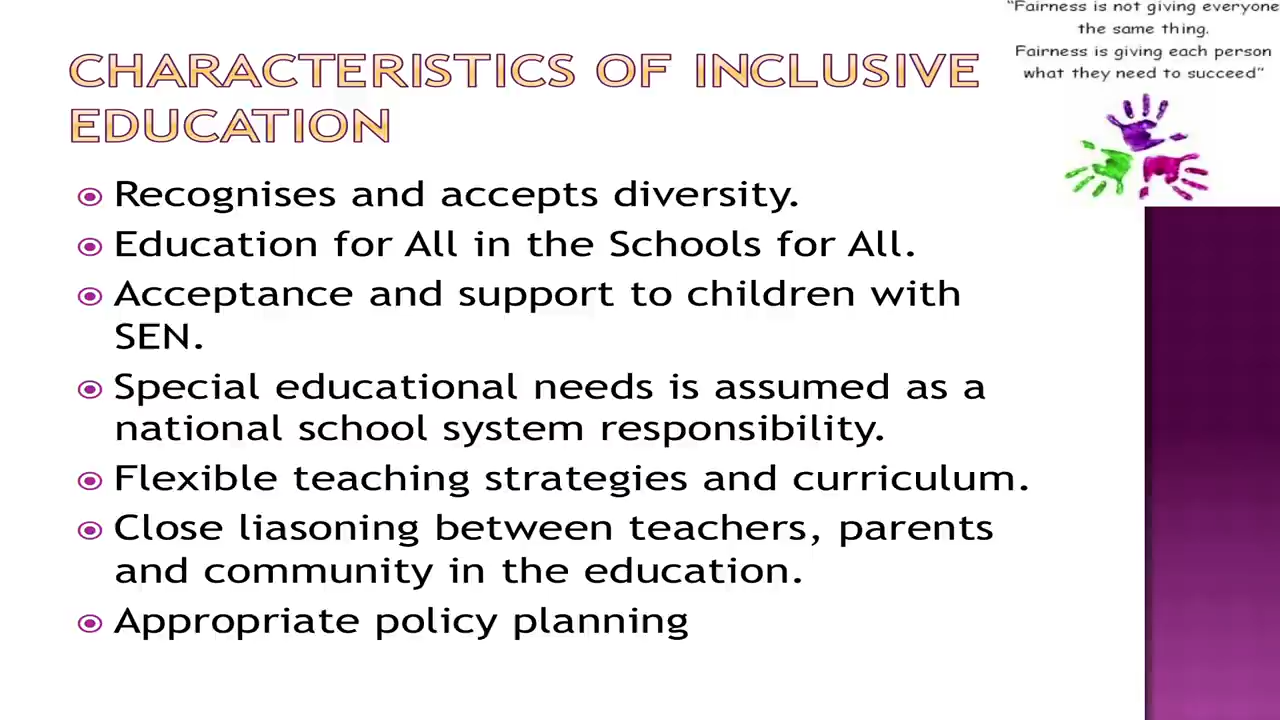 "Fairness is not giving everyone
the same thing.
Fairness is giving each person
what they need to succeed"
CHARACTERISTICS OF INCLUSIVE
EDUCATION
Recognises and accepts diversity.
Education for All in the Schools for All.
Acceptance and support to children with
SEN.
Special educational needs is assumed as a
national school system responsibility.
Flexible teaching strategies and curriculum.
Close liasoning between teachers, parents
and community in the education.
Appropriate policy planning